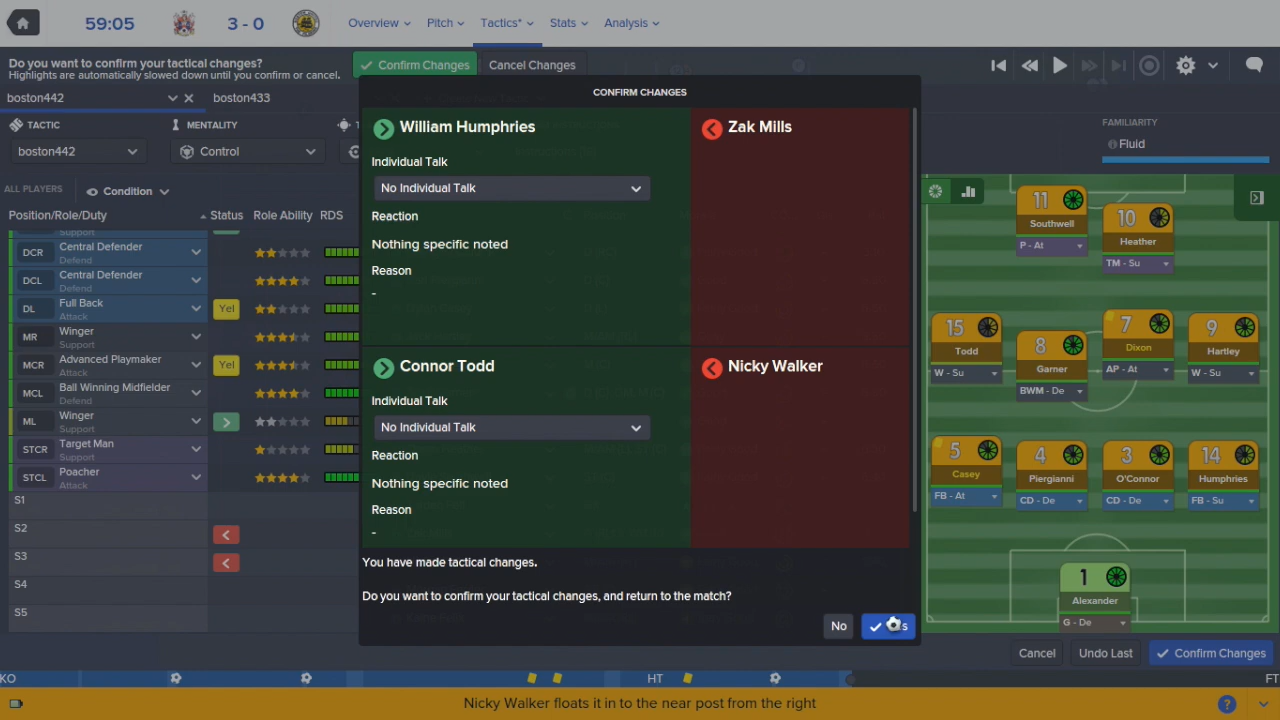 59:05
3 - 0
Overview
Pitch
Tactics*
Stats
Analysis
Do you want to confirm your tactical changes?
Highlights are automatically slowed down until you confirm or cancel.
Confirm Changes
Cancel Changes
boston442
boston433
TACTIC
MENTALITY
boston442
Control
ALL PLAYERS
Condition
Position/Role/Duty
Status
Role Ability
RDS
Support
DCR
Central Defender
Defend
DCL
Central Defender
Defend
DL
Full Back
Attack
Yel
MR
Winger
Support
MCR
Advanced Playmaker
Support
Yel
MCL
Ball Winning Midfielder
Defend
ML
Winger
Support
STCR
Target Man
Support
STCL
Poacher
Attack
S1
S2
S3
S4
S5
CONFIRM CHANGES
William Humphries
Zak Mills
Individual Talk
No Individual Talk
Reaction
Nothing specific noted
Reason
-
Connor Todd
Nicky Walker
Individual Talk
No Individual Talk
Reaction
Nothing specific noted
Reason
-
You have made tactical changes.
Do you want to confirm your tactical changes, and return to the match?
No
FAMILIARITY
Fluid
11
Southwell
P - At
10
Heather
TM - Su
15
Todd
W - Su
8
Garner
BWM - De
7
Dixon
AP - At
9
Hartley
W - Su
5
Casey
FB - At
4
Piergianni
CD - De
3
O'Connor
CD - De
14
Humphries
FB - Su
1
Alexander
G - De
Cancel
Undo Last
Confirm Changes
KO
HT
FT
Nicky Walker floats it in to the near post from the right
?